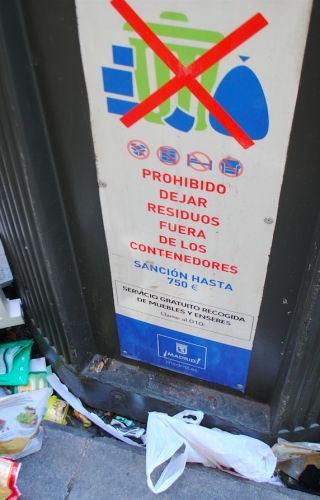 PROHIBIDO
DEJAR
RESIDUOS
FUERA
DE LOS
CONTENEDORES
SANCIÓN HASTA
750 €
SERVICIO GRATUITO RECOGIDA
DE MUEBLES Y ENSERES
Llame al 010
¡MADRID!